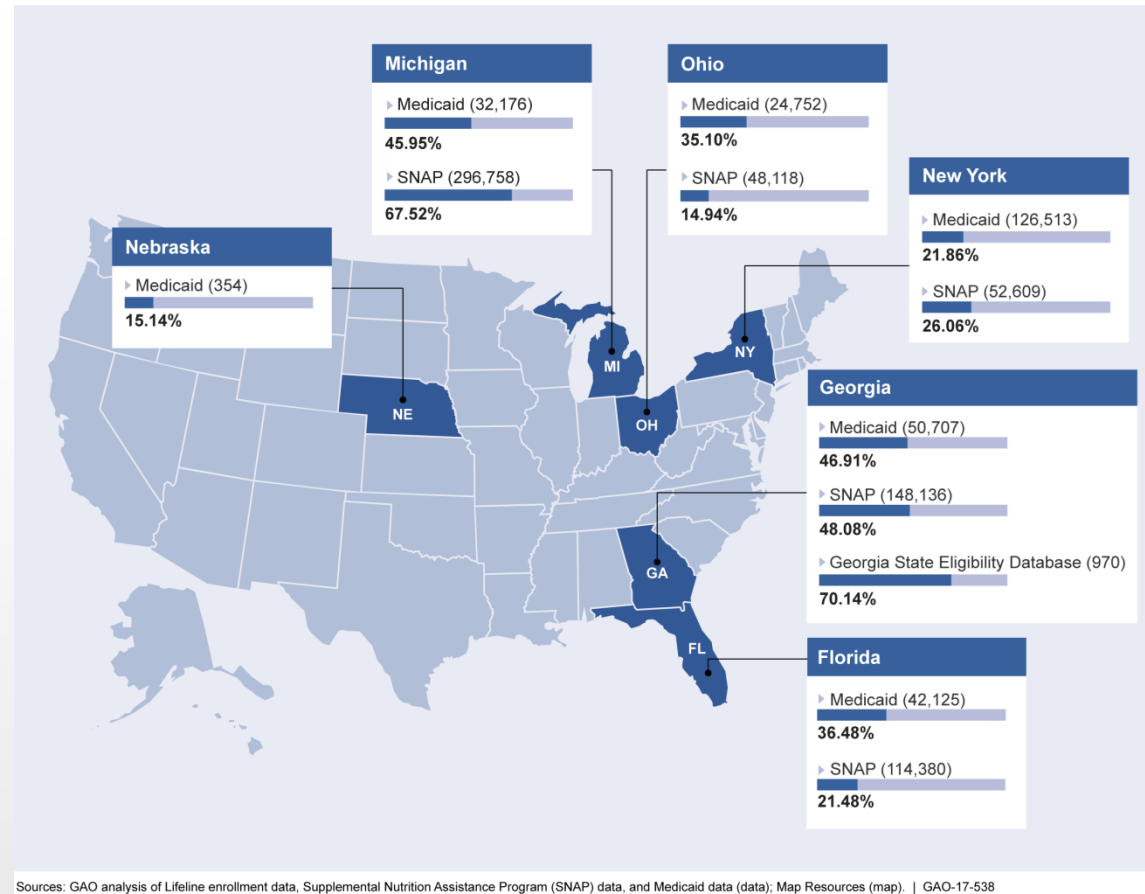 Michigan
Medicaid (32,176)
45.95%
SNAP (296,758)
67.52%
Ohio
Medicaid (24,752)
35.10%
SNAP (48,118)
14.94%
New York
Medicaid (126,513)
21.86%
SNAP (52,609)
26.06%
Nebraska
Medicaid (354)
15.14%
NE
MI
OH
NY
GA
FL
Georgia
Medicaid (50,707)
46.91%
SNAP (148,136)
48.08%
Georgia State Eligibility Database (970)
70.14%
Florida
Medicaid (42,125)
36.48%
SNAP (114,380)
21.48%
Sources: GAO analysis of Lifeline enrollment data, Supplemental Nutrition Assistance Program (SNAP) data, and Medicaid data (data); Map Resources (map). | GAO-17-538